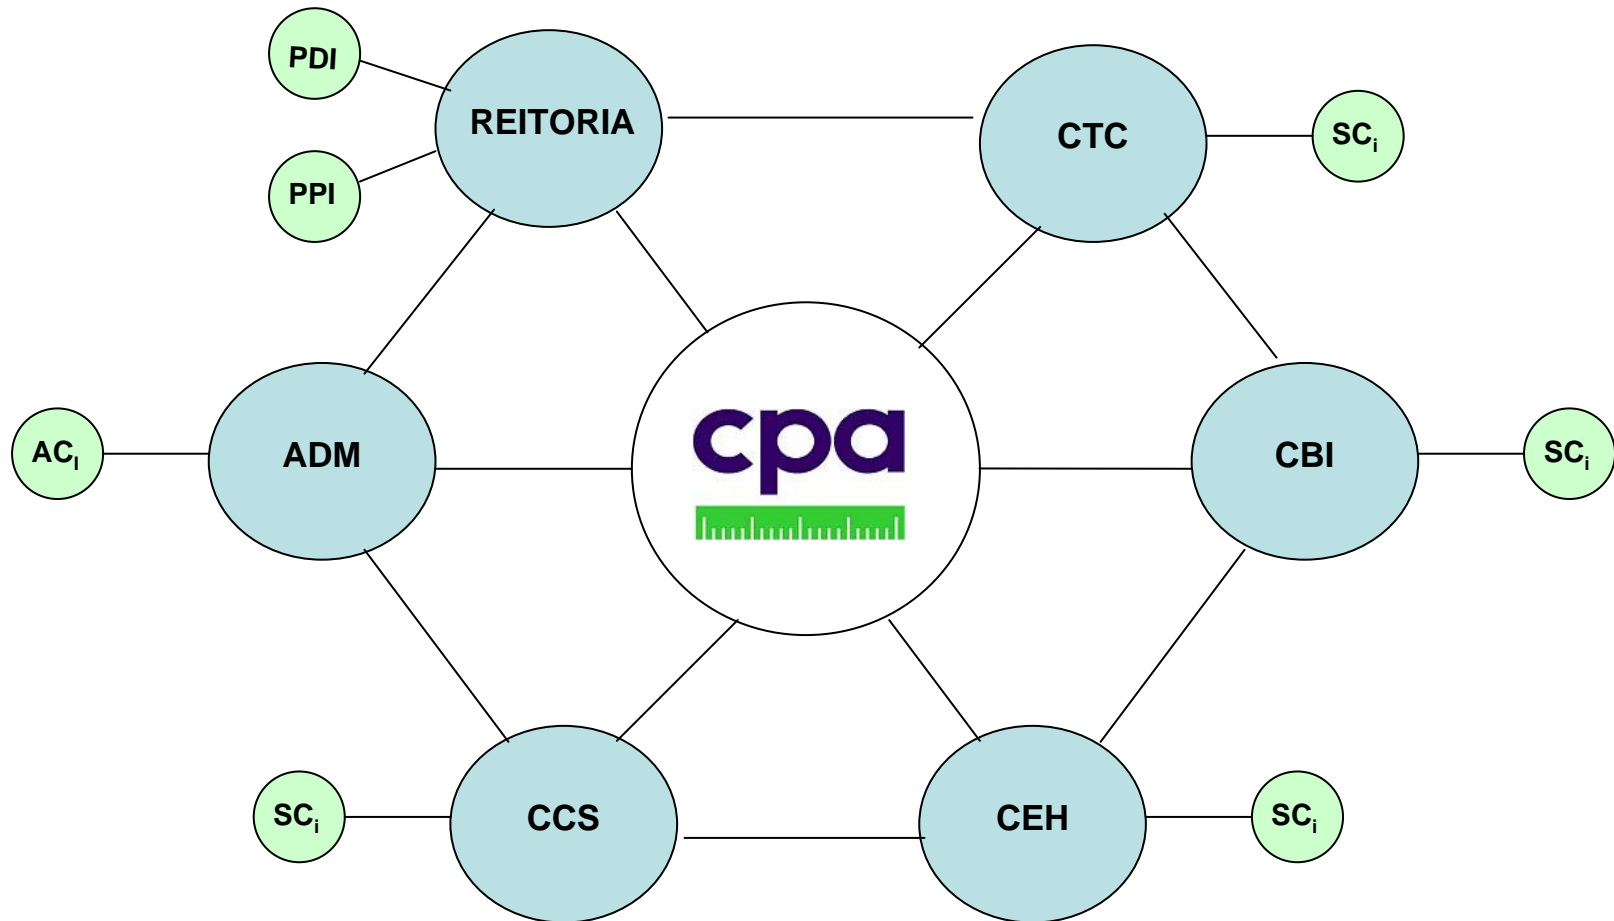 PDI
REITORIA
CTC
SCi
PPI
ACI
ADM
cpa
CBI
SCi
SCi
CCS
CEH
SCi